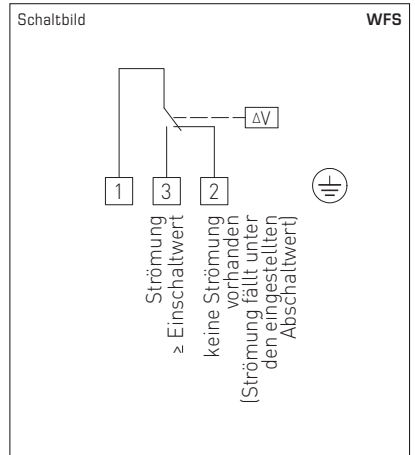 Schaltbild WFS
ΔV
1 3 2
Strömung
≥ Einschaltwert
keine Strömung
vorhanden
(Strömung fällt unter
den eingestellten
Abschaltwert)